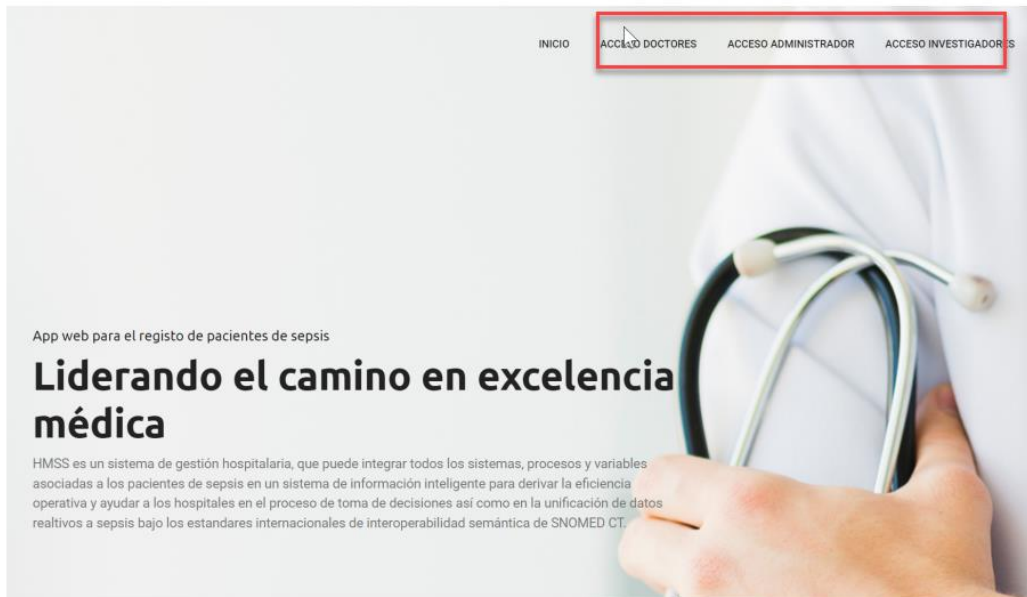 INICIO ACCESO DOCTORES ACCESO ADMINISTRADOR ACCESO INVESTIGADORES
App web para el registo de pacientes de sepsis
Liderando el camino en excelencia
médica
HMSS es un sistema de gestión hospitalaria, que puede integrar todos los sistemas, procesos y variables
asociadas a los pacientes de sepsis en un sistema de información inteligente para derivar la eficiencia
operativa y ayudar a los hospitales en el proceso de toma de decisiones así como en la unificación de datos
realtivos a sepsis bajo los estandares internacionales de interoperabilidad semántica de SNOMED CT.